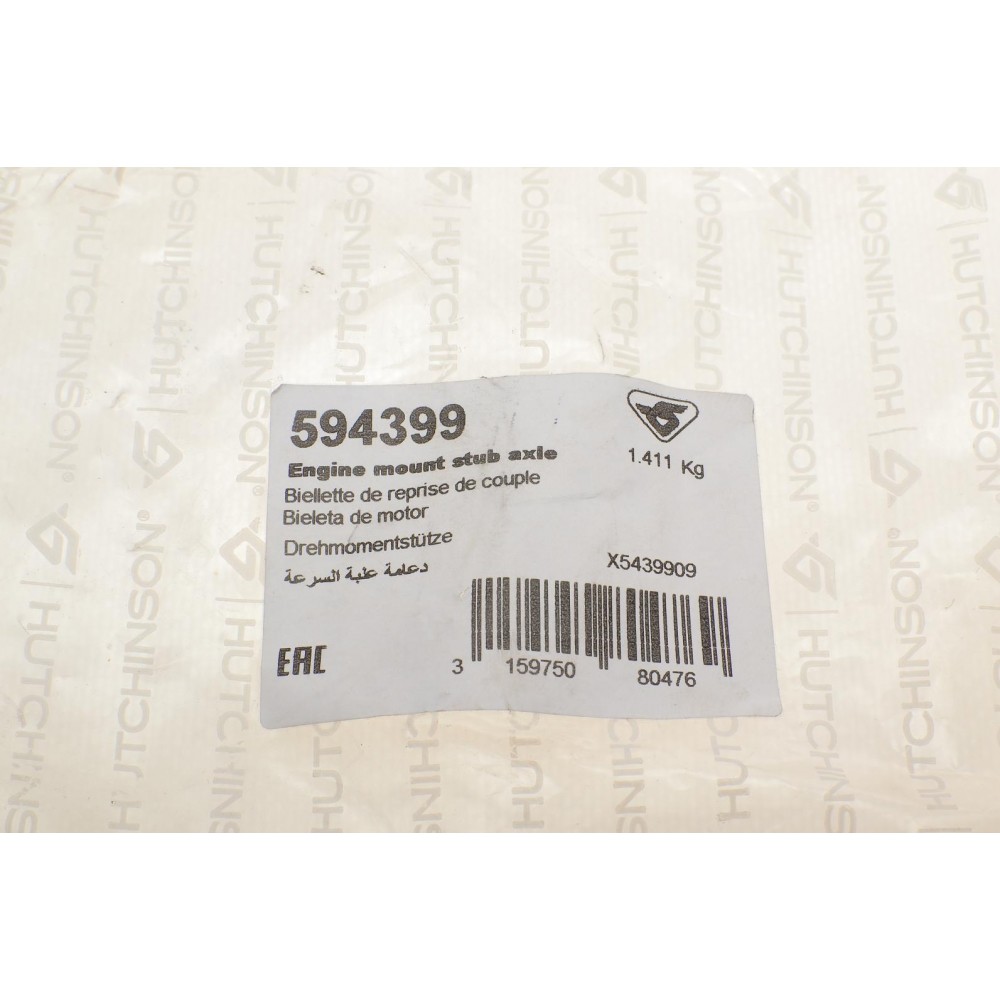 594399
Engine mount stub axle
Biellette de reprise de couple
Bieleta de motor
Drehmomentstütze
دعامة علبة السرعة
1.411 Kg
X5439909
EAC
3 159750 80476
HUTCHINSON®